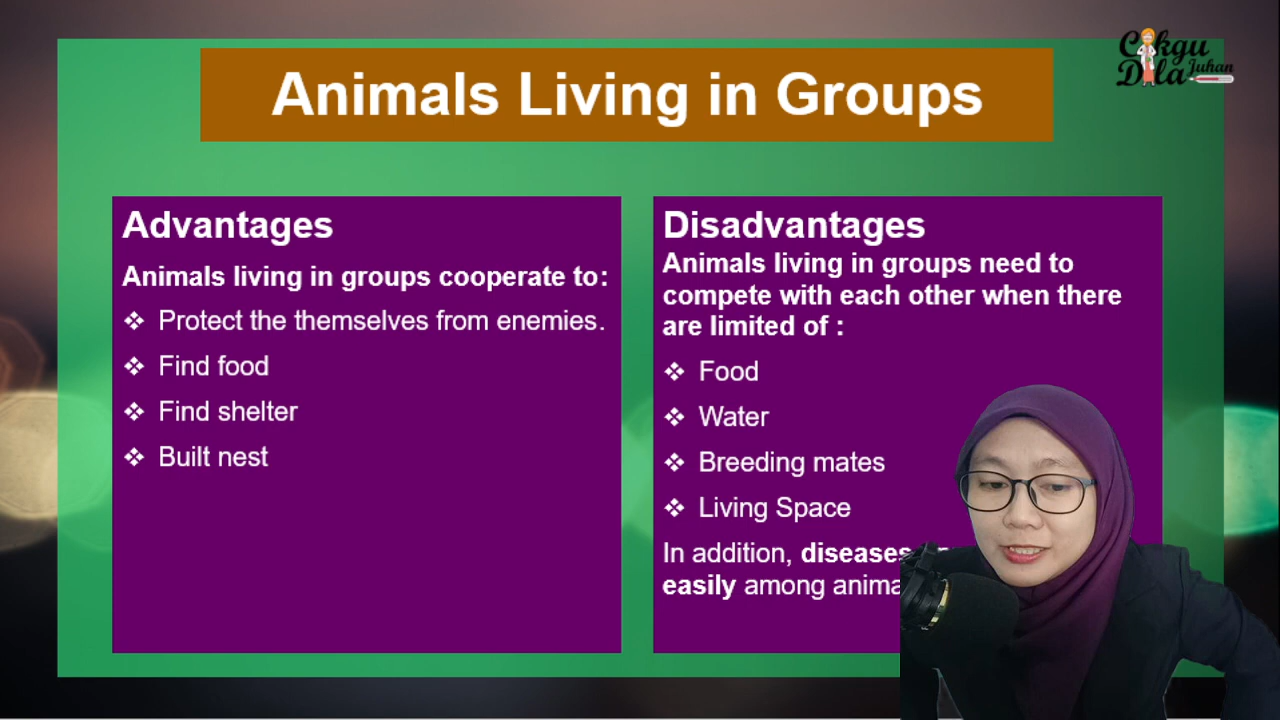 Cikgu
Dila Juhan
Animals Living in Groups
Advantages
Animals living in groups cooperate to:
❖ Protect the themselves from enemies.
❖ Find food
❖ Find shelter
❖ Built nest
Disadvantages
Animals living in groups need to
compete with each other when there
are limited of :
❖ Food
❖ Water
❖ Breeding mates
❖ Living Space
In addition, diseases
easily among